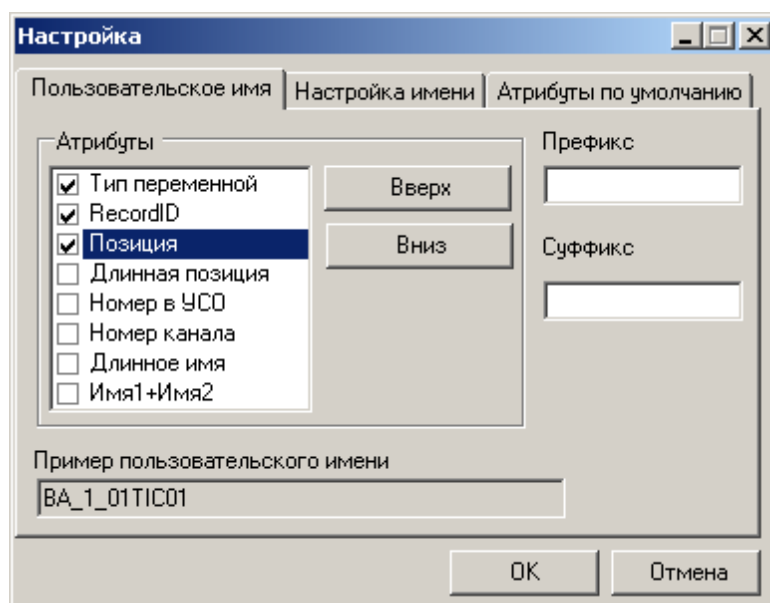 Настройка
Пользовательское имя
Настройка имени
Атрибуты по умолчанию
Атрибуты
Тип переменной
RecordID
Позиция
Длинная позиция
Номер в УСО
Номер канала
Длинное имя
Имя1+Имя2
Вверх
Вниз
Префикс
Суффикс
Пример пользовательского имени
BA_1_01TIC01
OK
Отмена